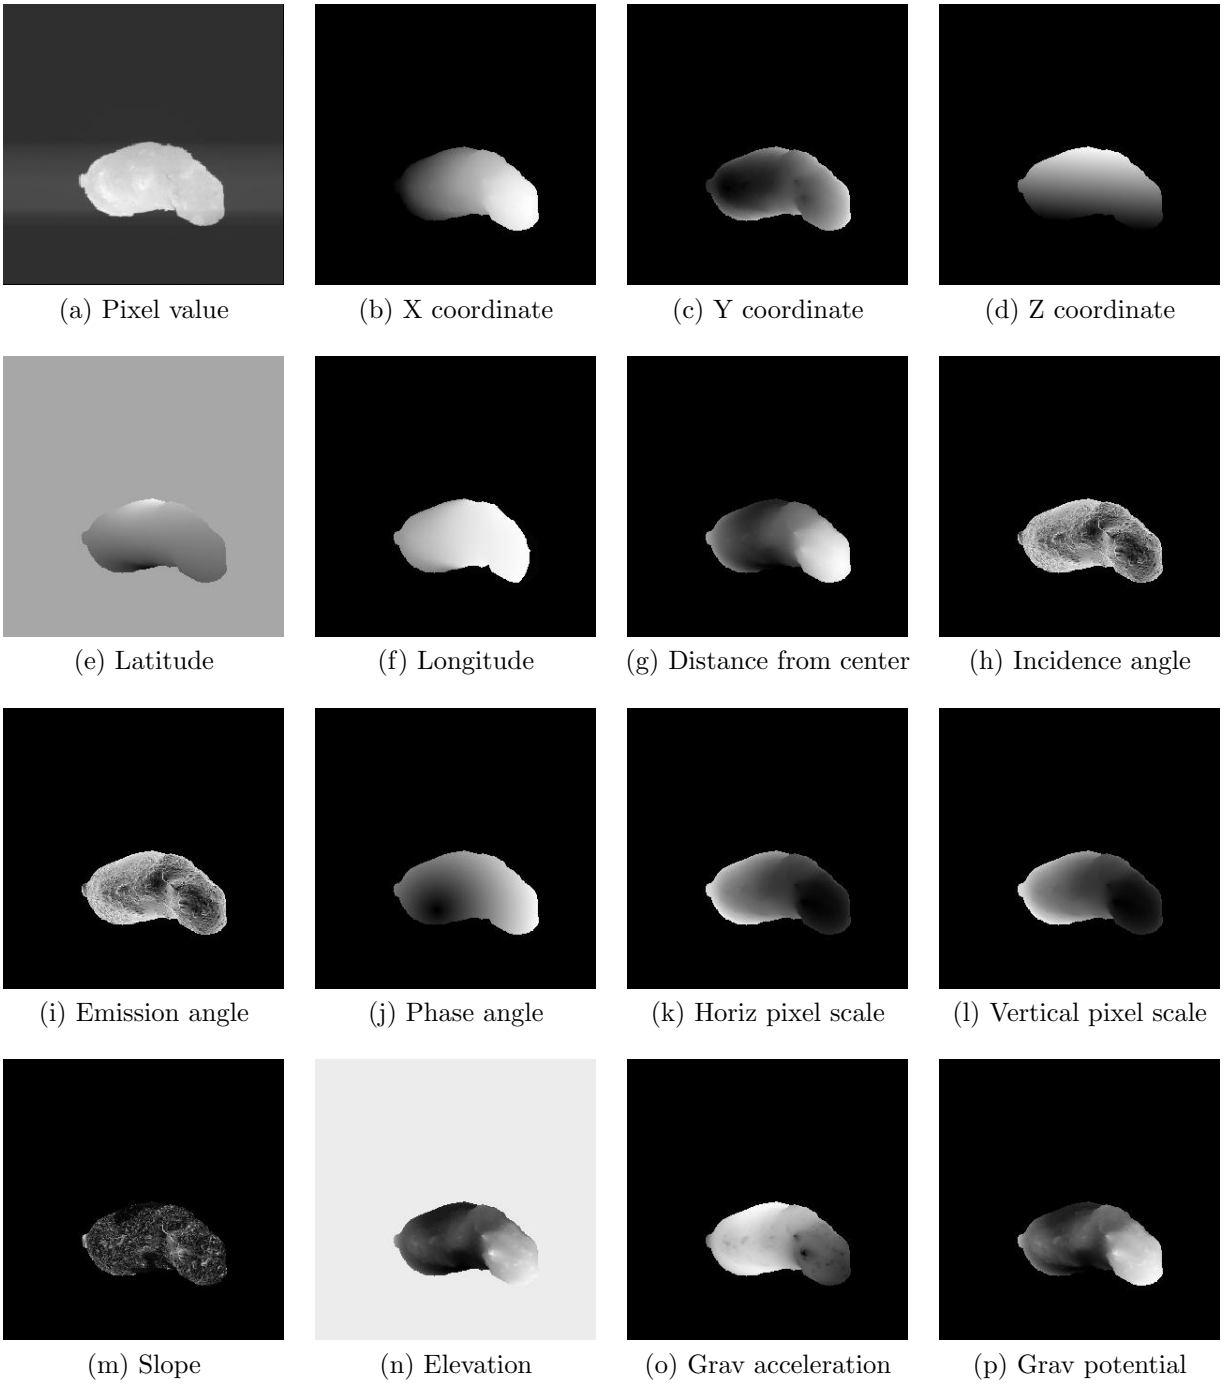 (a) Pixel value
(b) X coordinate
(c) Y coordinate
(d) Z coordinate
(e) Latitude
(f) Longitude
(g) Distance from center
(h) Incidence angle
(i) Emission angle
(j) Phase angle
(k) Horiz pixel scale
(l) Vertical pixel scale
(m) Slope
(n) Elevation
(o) Grav acceleration
(p) Grav potential